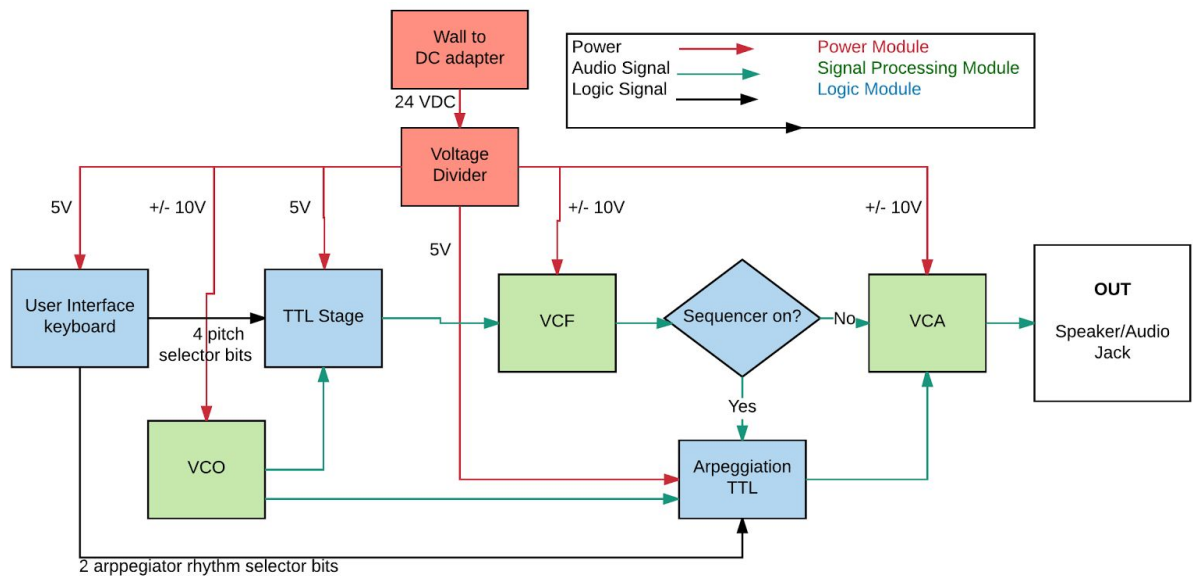 Wall to
DC adapter
Power
Power Module
Audio Signal
Signal Processing Module
Logic Signal
Logic Module
24 VDC
Voltage
Divider
5V
+/- 10V
5V
+/- 10V
+/- 10V
5V
User Interface
keyboard
4 pitch
selector bits
TTL Stage
VCF
Sequencer on?
No
VCA
OUT
Speaker/Audio
Jack
Yes
VCO
Arpeggiation
TTL
2 arppegiator rhythm selector bits